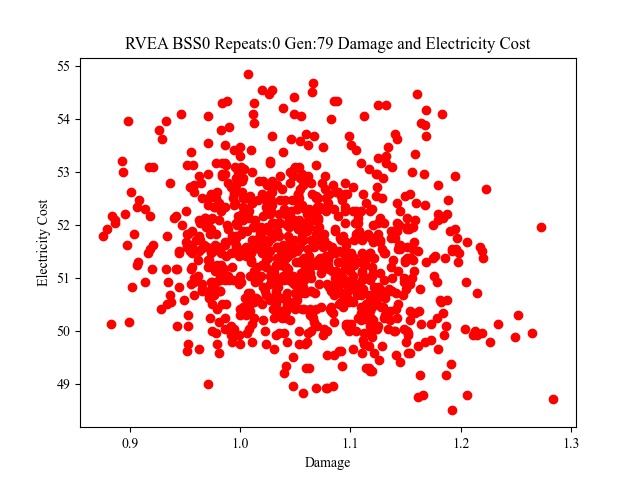 RVEA BSS0 Repeats:0 Gen:79 Damage and Electricity Cost
55
54
53
52
51
50
49
Electricity Cost
0.9 1.0 1.1 1.2 1.3
Damage